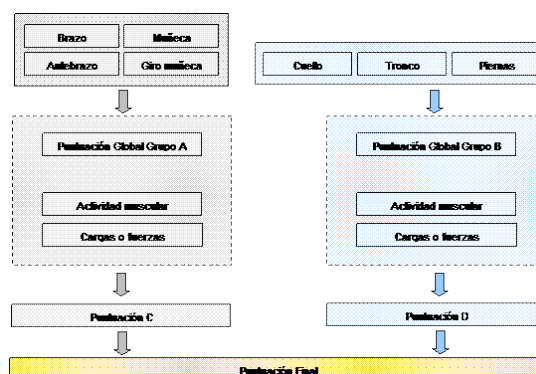 Brazo
Muñeca
Antebrazo
Giro muñeca
Cuello
Tronco
Piernas
Puntuación Global Grupo A
Puntuación Global Grupo B
Actividad muscular
Actividad muscular
Cargas o fuerzas
Cargas o fuerzas
Puntuación C
Puntuación D
Puntuación Final